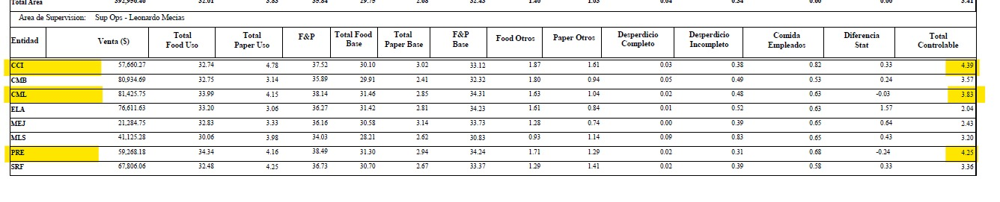 Total Area 392,956.46 32.61 3.83 35.84 29.75 2.68 32.43 1.40 1.03 0.04 0.34 0.60 0.00 3.41
Area de Supervision: Sup Ops - Leonardo Mecias
Entidad Venta ($) Total Food Uso Total Paper Uso F&P Total Food Base Total Paper Base F&P Base Food Otros Paper Otros Desperdicio Completo Desperdicio Incompleto Comida Empleados Diferencia Stat Total Controlable
CCI 57,660.27 32.74 4.78 37.52 30.10 3.02 33.12 1.87 1.61 0.03 0.38 0.82 0.33 4.39
CMB 80,934.69 32.75 3.14 35.89 29.91 2.41 32.32 1.80 0.94 0.05 0.49 0.53 0.24 3.57
CML 81,425.75 33.99 4.15 38.14 31.46 2.85 34.31 1.63 1.04 0.02 0.48 0.63 -0.03 3.83
ELA 76,611.63 33.20 3.06 36.27 31.42 2.81 34.23 1.61 0.84 0.01 0.52 0.63 1.57 2.04
MEJ 21,284.75 32.83 3.33 36.16 30.58 3.14 33.73 1.28 0.74 0.00 0.39 0.65 0.64 2.43
MLS 41,125.28 30.06 3.98 34.03 28.21 2.62 30.83 0.93 1.14 0.09 0.83 0.65 0.43 3.20
PRE 59,268.18 34.34 4.16 38.49 31.30 2.94 34.24 1.71 1.29 0.02 0.31 0.68 -0.24 4.25
SRF 67,806.06 32.48 4.25 36.73 30.70 2.67 33.37 1.29 1.41 0.02 0.39 0.58 0.33 3.36